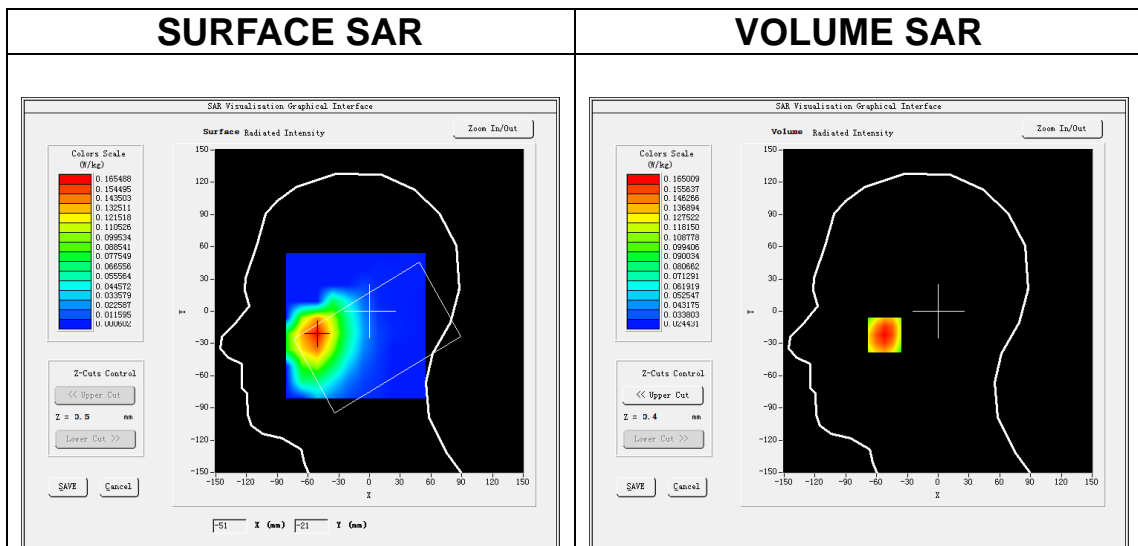 SURFACE SAR
VOLUME SAR
SAR Visualisation Graphical Interface
Surface Radiated Intensity
Zoom In/Out
Colors Scale
(W/kg)
0.165488
0.154495
0.143503
0.132511
0.121518
0.110526
0.099534
0.088541
0.077549
0.066556
0.055564
0.044572
0.033579
0.022587
0.011595
0.000602
150
120
90
60
30
0
-30
-60
-90
-120
-150
Y
-150 -120 -90 -60 -30 0 30 60 90 120 150
X
Z-Cuts Control
<< Upper Cut
Z = 0.5 mm
Lower Cut >>
SAVE
Cancel
-51 X (mm) -21 Y (mm)
SAR Visualisation Graphical Interface
Volume Radiated Intensity
Zoom In/Out
Colors Scale
(W/kg)
0.165009
0.155637
0.146266
0.136894
0.127522
0.118150
0.108778
0.099406
0.090034
0.080662
0.071291
0.061919
0.052547
0.043175
0.033803
0.024431
150
120
90
60
30
0
-30
-60
-90
-120
-150
Y
-150 -120 -90 -60 -30 0 30 60 90 120 150
X
Z-Cuts Control
<< Upper Cut
Z = 0.4 mm
Lower Cut >>
SAVE
Cancel